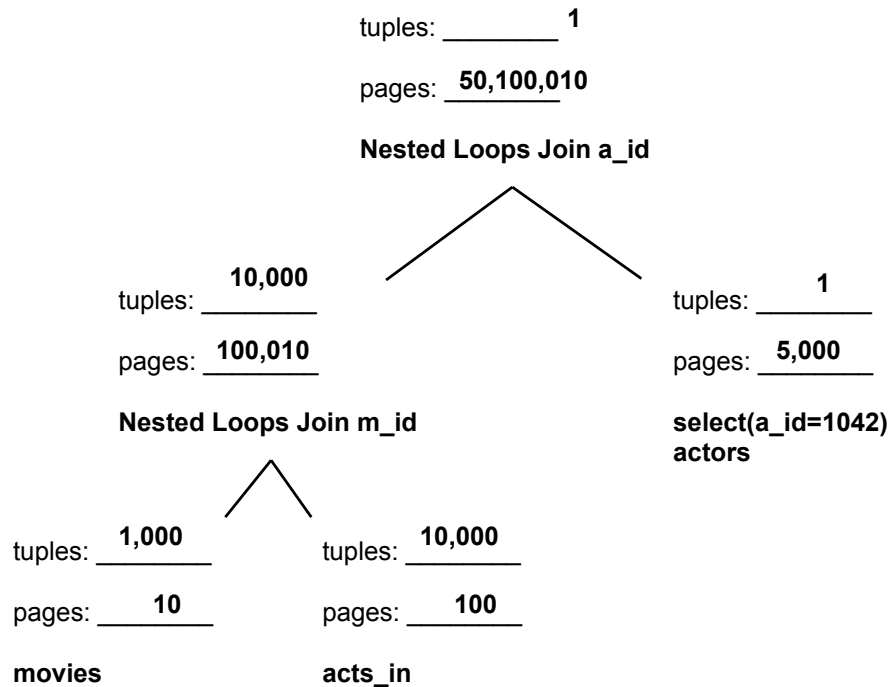 tuples: ________ 1
pages: 50,100,010
Nested Loops Join a_id
tuples: 10,000
pages: 100,010
Nested Loops Join m_id
tuples: 1
pages: 5,000
select(a_id=1042)
actors
tuples: 1,000
pages: 10
movies
tuples: 10,000
pages: 100
acts_in